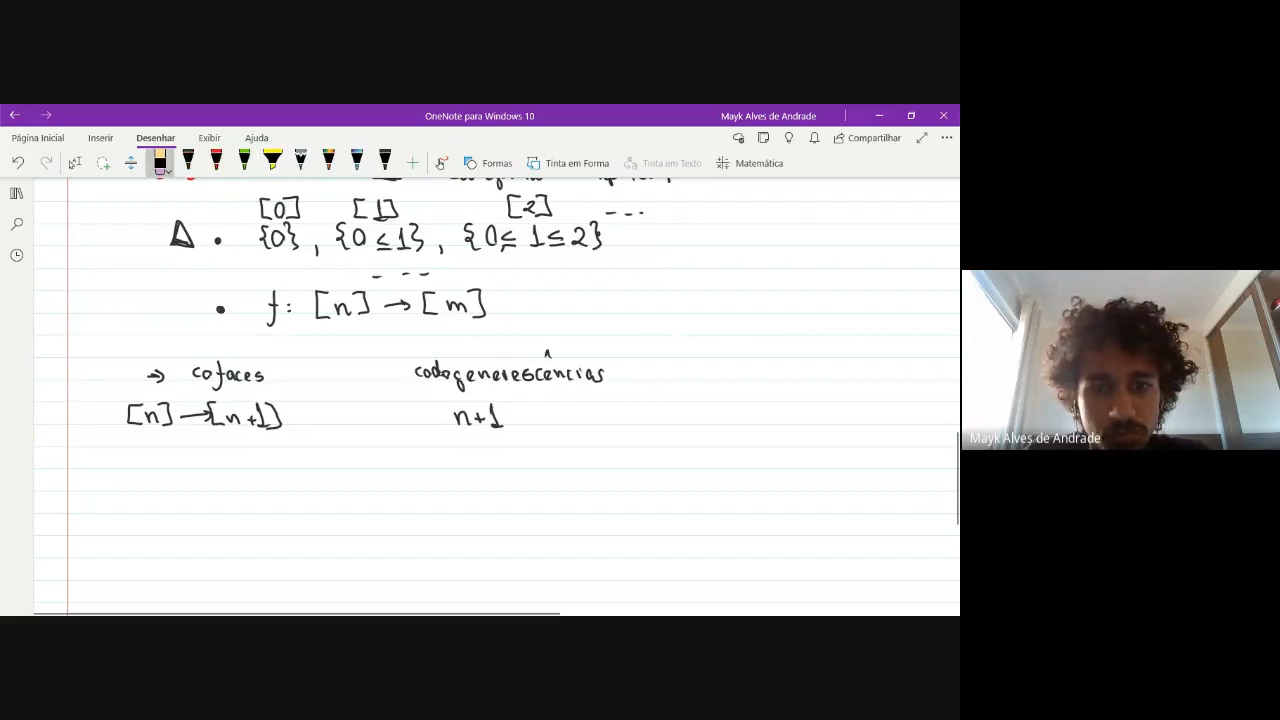 OneNote para Windows 10
Mayk Alves de Andrade
Página Inicial Inserir Desenhar Exibir Ajuda
Compartilhar
Formas Tinta em Forma Tinta em Texto Matemática
[0] [1] [2] ---
Δ • {0} , {0 ≤ 1} , {0 ≤ 1 ≤ 2}
- - -
• f: [n] → [m]
→ cofaces codegenerescências
[n] → [n+1] n+1
Mayk Alves de Andrade